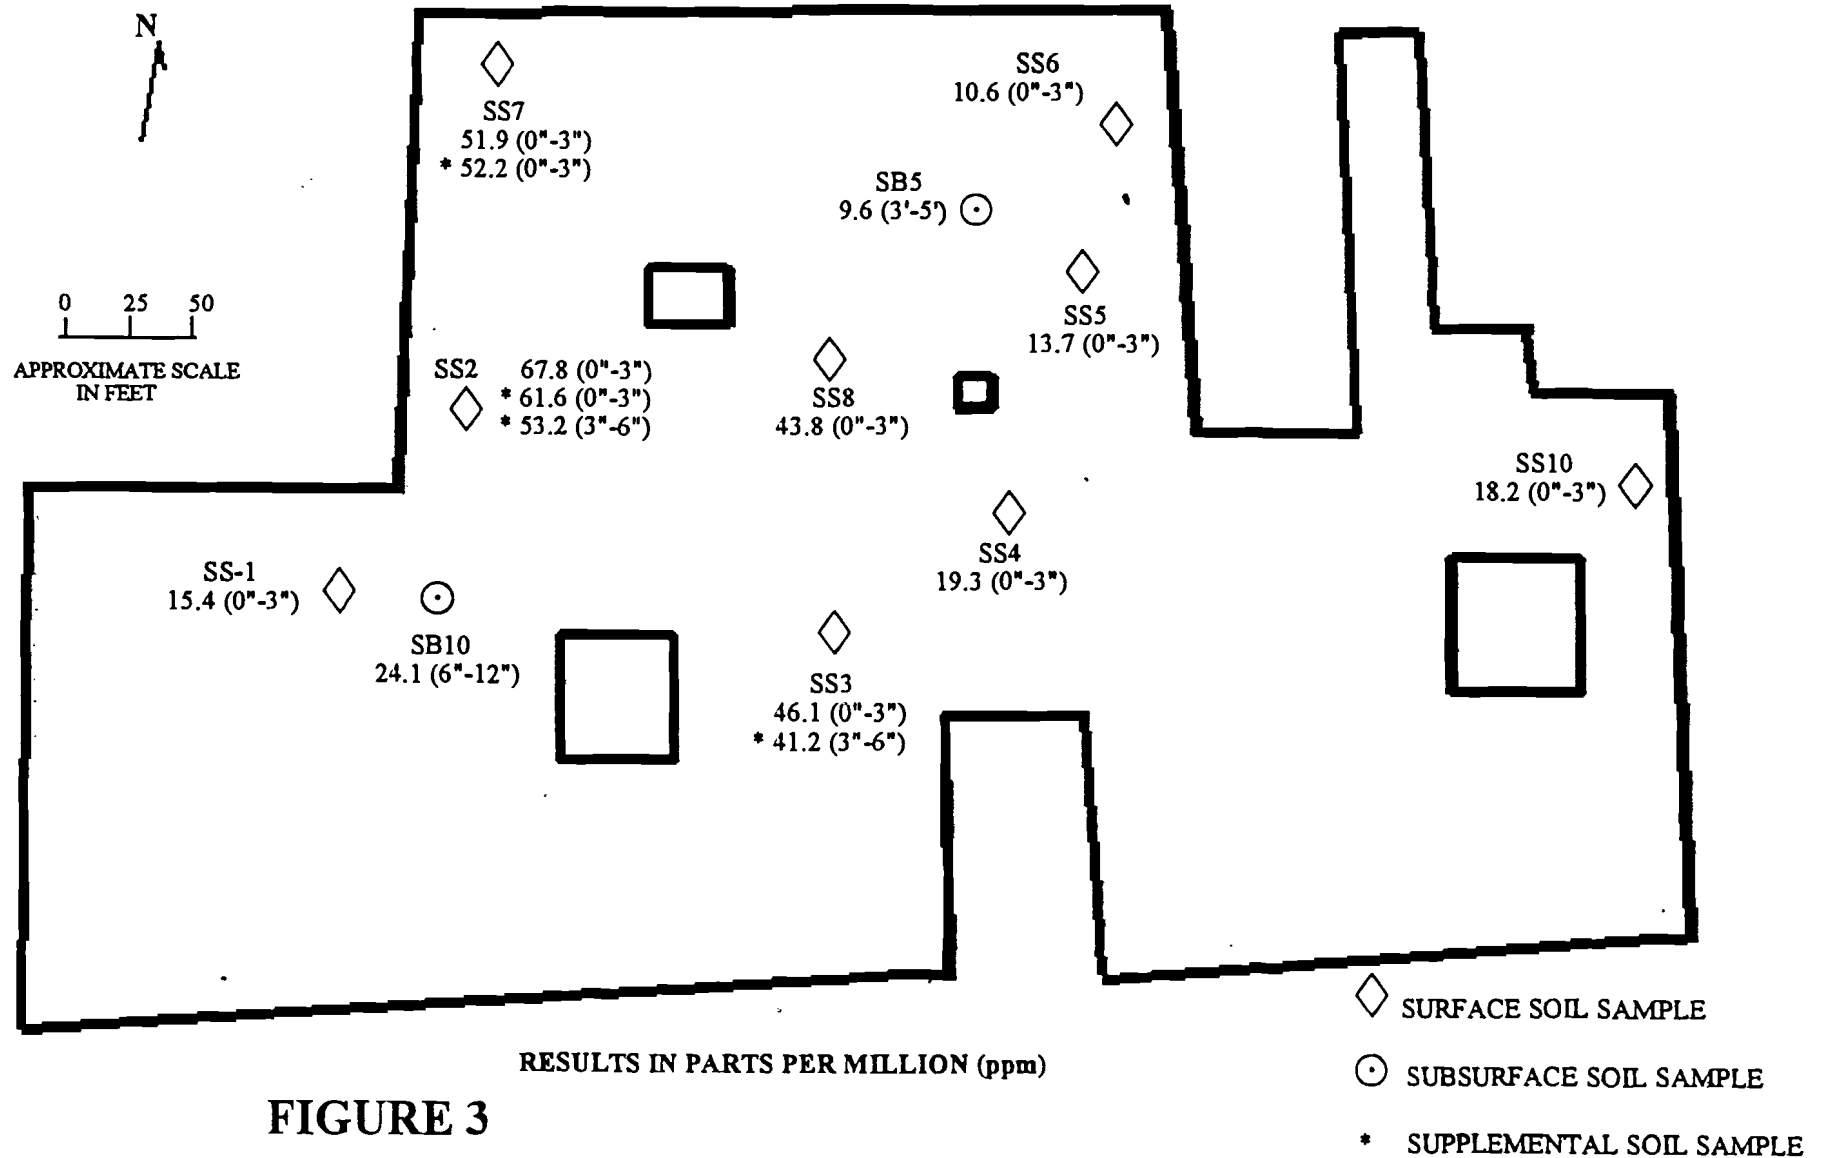 N
SS7
51.9 (0"-3")
* 52.2 (0"-3")
SS6
10.6 (0"-3")
SB5
9.6 (3'-5')
SS5
13.7 (0"-3")
0 25 50
APPROXIMATE SCALE
IN FEET
SS2 67.8 (0"-3")
* 61.6 (0"-3")
* 53.2 (3"-6")
SS8
43.8 (0"-3")
SS10
18.2 (0"-3")
SS4
19.3 (0"-3")
SS-1
15.4 (0"-3")
SB10
24.1 (6"-12")
SS3
46.1 (0"-3")
* 41.2 (3"-6")
SURFACE SOIL SAMPLE
RESULTS IN PARTS PER MILLION (ppm)
SUBSURFACE SOIL SAMPLE
FIGURE 3
* SUPPLEMENTAL SOIL SAMPLE